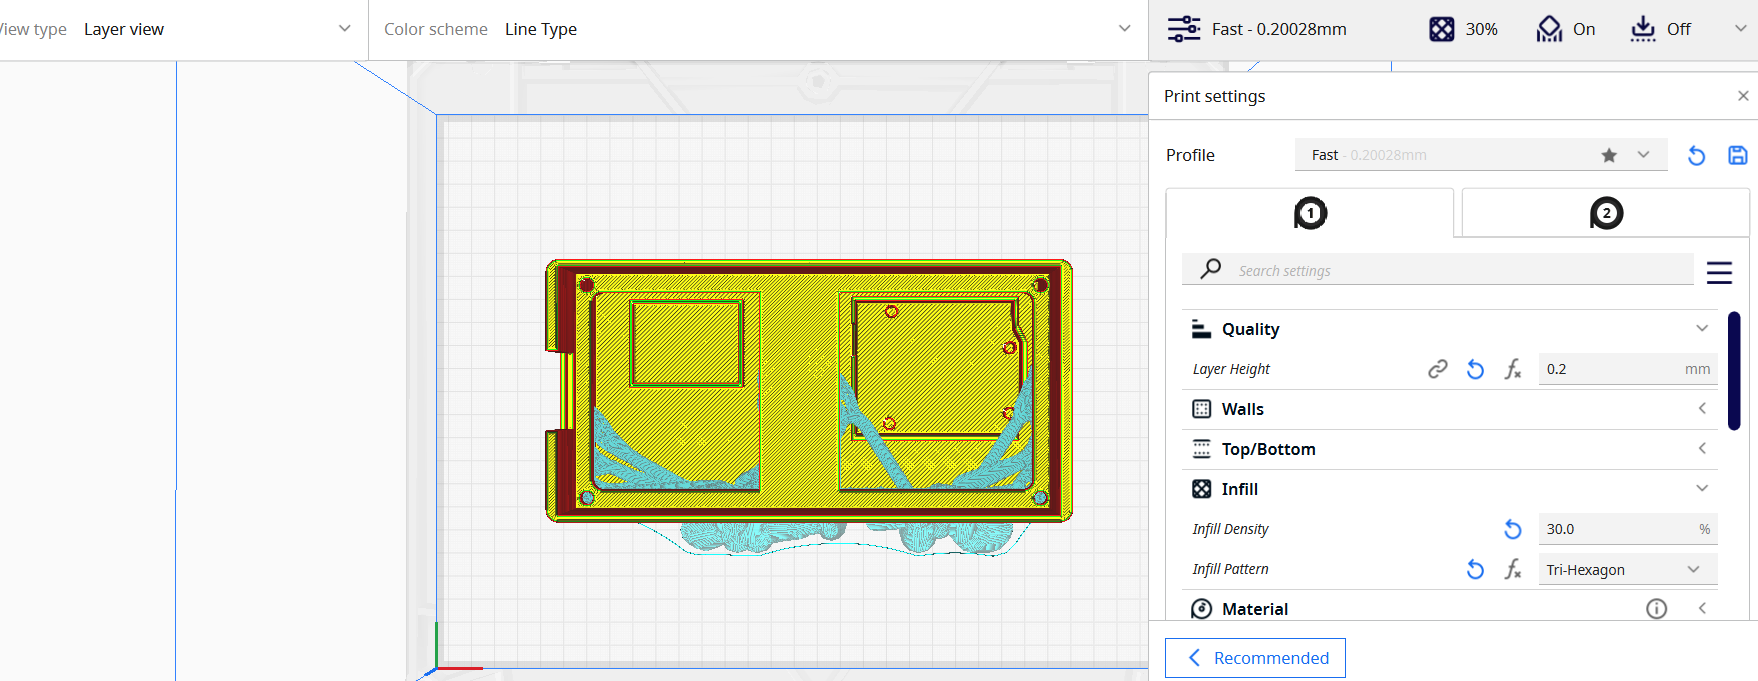 View type Layer view
Color scheme Line Type
Fast - 0.20028mm 30% On Off
Print settings
Profile Fast - 0.20028mm
1 2
Search settings
Quality
Layer Height 0.2 mm
Walls
Top/Bottom
Infill
Infill Density 30.0 %
Infill Pattern Tri-Hexagon
Material
Recommended